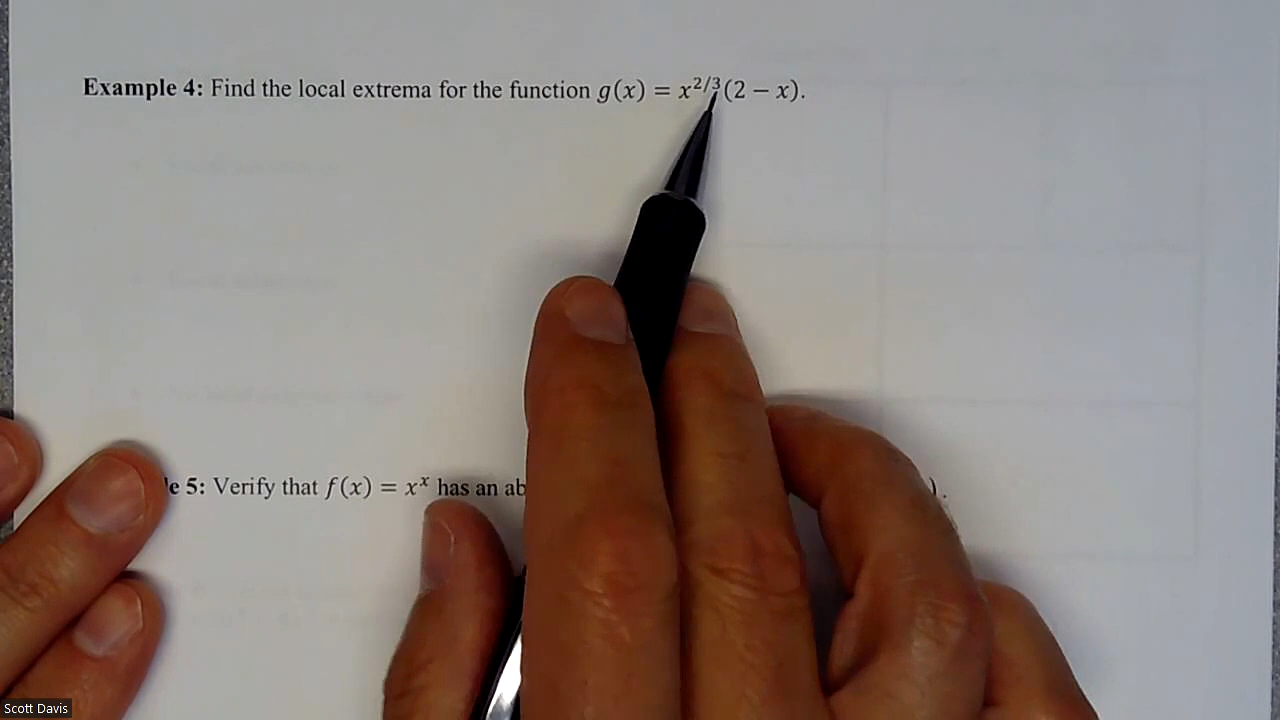 Example 4: Find the local extrema for the function g(x) = x^{2/3}(2 − x).
e 5: Verify that f(x) = x^x has an ab ).
Scott Davis